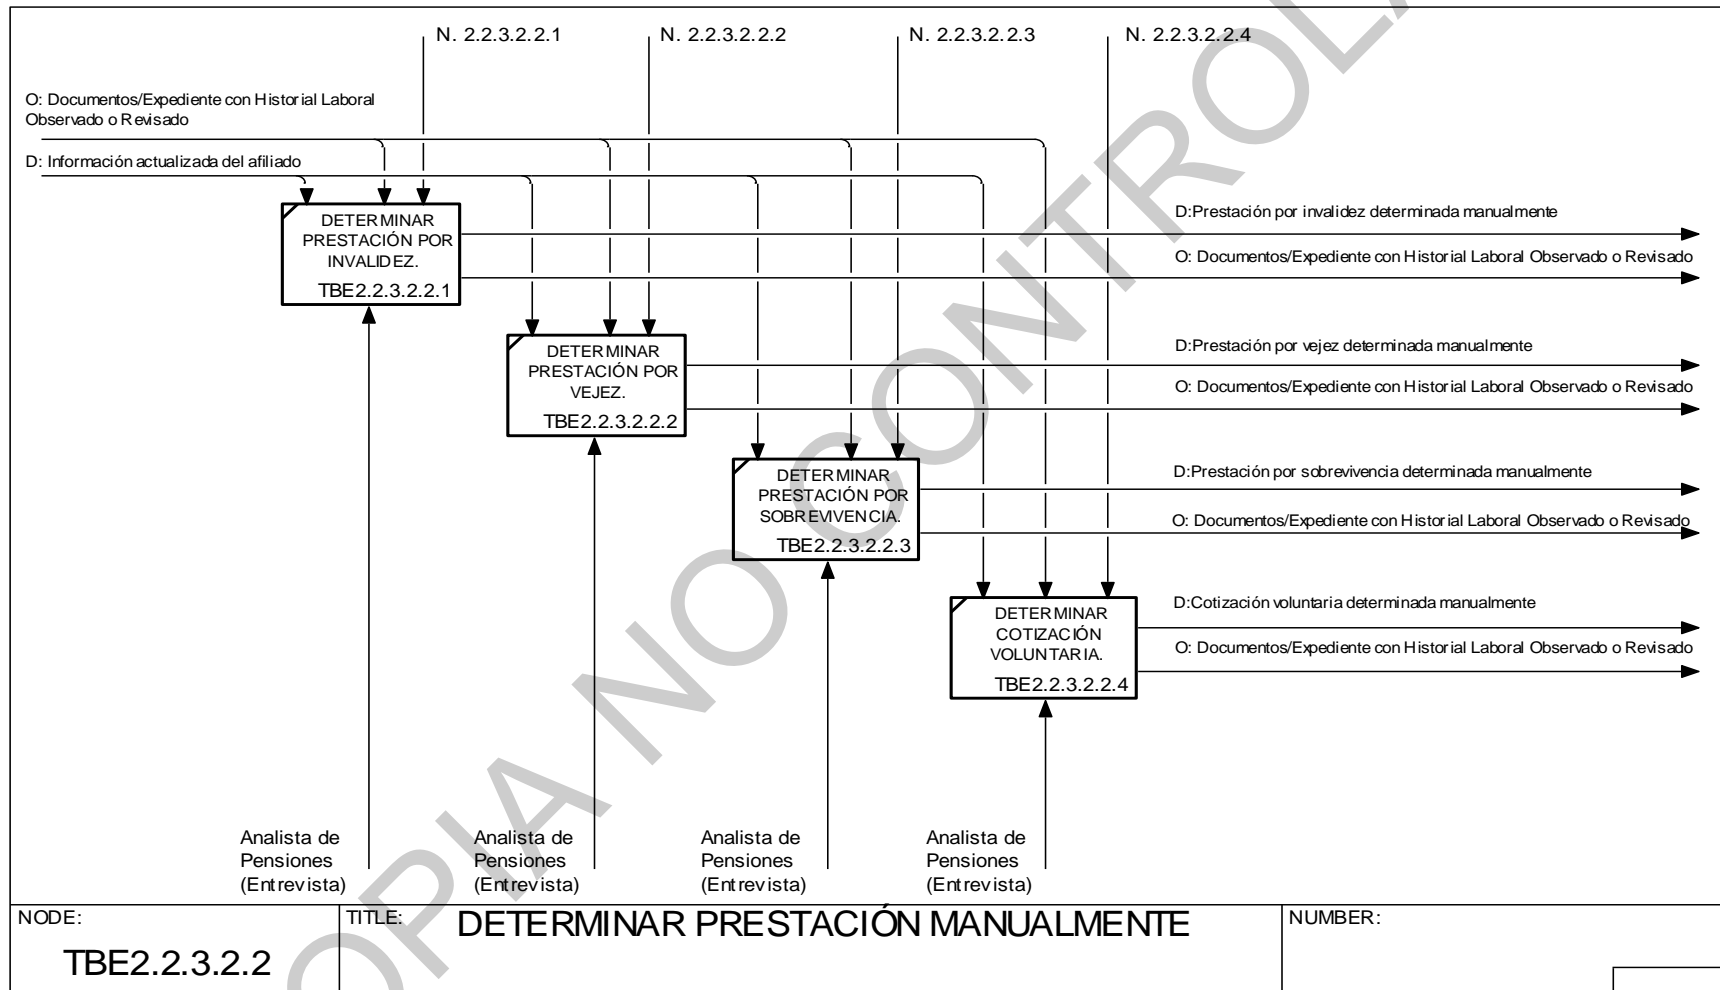 N. 2.2.3.2.2.1
N. 2.2.3.2.2.2
N. 2.2.3.2.2.3
N. 2.2.3.2.2.4
O: Documentos/Expediente con Historial Laboral
Observado o Revisado
D: Información actualizada del afiliado
DETERMINAR
PRESTACIÓN POR
INVALIDEZ.
TBE2.2.3.2.2.1
D:Prestación por invalidez determinada manualmente
O: Documentos/Expediente con Historial Laboral Observado o Revisado
DETERMINAR
PRESTACIÓN POR
VEJEZ.
TBE2.2.3.2.2.2
D:Prestación por vejez determinada manualmente
O: Documentos/Expediente con Historial Laboral Observado o Revisado
DETERMINAR
PRESTACIÓN POR
SOBREVIVENCIA.
TBE2.2.3.2.2.3
D:Prestación por sobrevivencia determinada manualmente
O: Documentos/Expediente con Historial Laboral Observado o Revisado
DETERMINAR
COTIZACIÓN
VOLUNTARIA.
TBE2.2.3.2.2.4
D:Cotización voluntaria determinada manualmente
O: Documentos/Expediente con Historial Laboral Observado o Revisado
Analista de
Pensiones
(Entrevista)
Analista de
Pensiones
(Entrevista)
Analista de
Pensiones
(Entrevista)
Analista de
Pensiones
(Entrevista)
NODE:
TBE2.2.3.2.2
TITLE:
DETERMINAR PRESTACIÓN MANUALMENTE
NUMBER:
OPIA NO CONTROLA